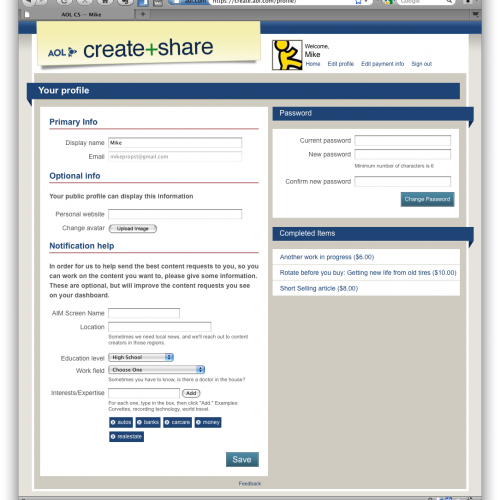 aol.com https://create.aol.com/profile)
Google
AOL CS — Mike
AOL create+share
Welcome,
Mike
Home Edit profile Edit payment info Sign out
Your profile
Primary Info
Display name Mike
Email mikepropst@gmail.com
Optional info
Your public profile can display this information
Personal website
Change avatar Upload Image
Notification help
In order for us to help send the best content requests to you, so you
can work on the content you want to, please give some information.
These are optional, but will improve the content requests you see
on your dashboard.
AIM Screen Name
Location
Sometimes we need local news, and we'll reach out to content
creators in those regions.
Education level High School
Work field Choose One
Sometimes you have to know, is there a doctor in the house?
Interests/Expertise Add
For each one, type in the box, then click "Add." Examples:
Corvettes, recording technology, world travel.
autos banks carcare money
realestate
Save
Feedback
Password
Current password
New password
Minimum number of characters is 6
Confirm new password
Change Password
Completed Items
Another work in progress ($6.00)
Rotate before you buy: Getting new life from old tires ($10.00)
Short Selling article ($8.00)